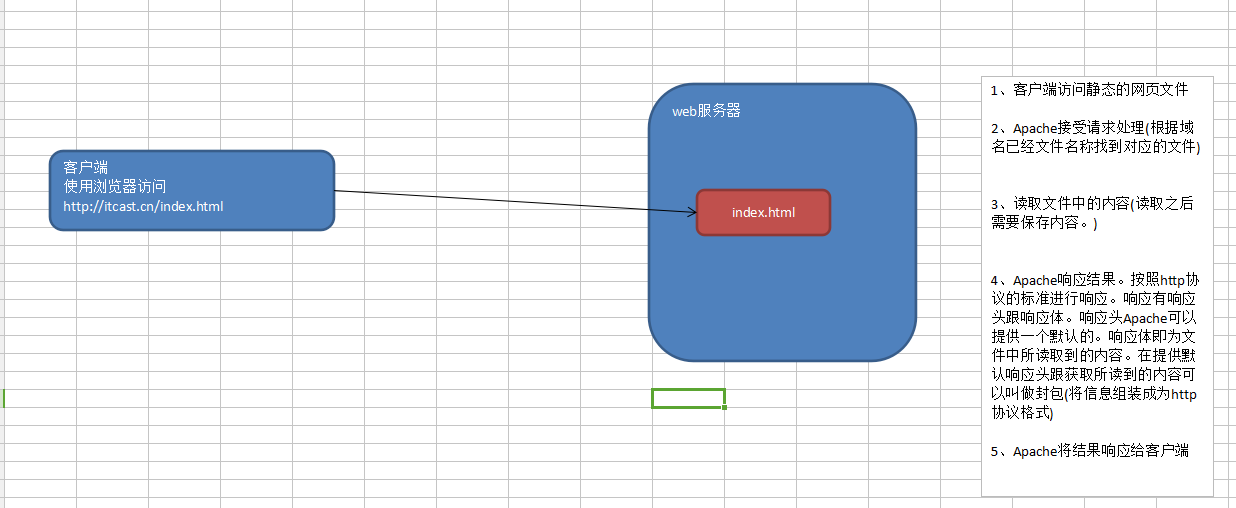 客户端
使用浏览器访问
http://itcast.cn/index.html
web服务器
index.html
1、客户端访问静态的网页文件
2、Apache接受请求处理(根据域
名已经文件名称找到对应的文件)
3、读取文件中的内容(读取之后
需要保存内容。)
4、Apache响应结果。按照http协
议的标准进行响应。响应有响应
头跟响应体。响应头Apache可以
提供一个默认的。响应体即为文
件中所读取到的内容。在提供默
认响应头跟获取所读到的内容可
以叫做封包(将信息组装成为http
协议格式)
5、Apache将结果响应给客户端